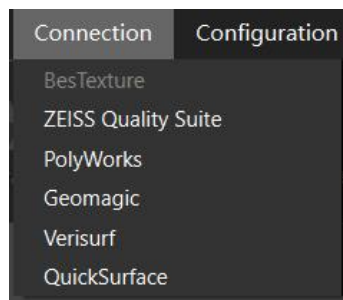 Connection Configuration
BesTexture
ZEISS Quality Suite
PolyWorks
Geomagic
Verisurf
QuickSurface